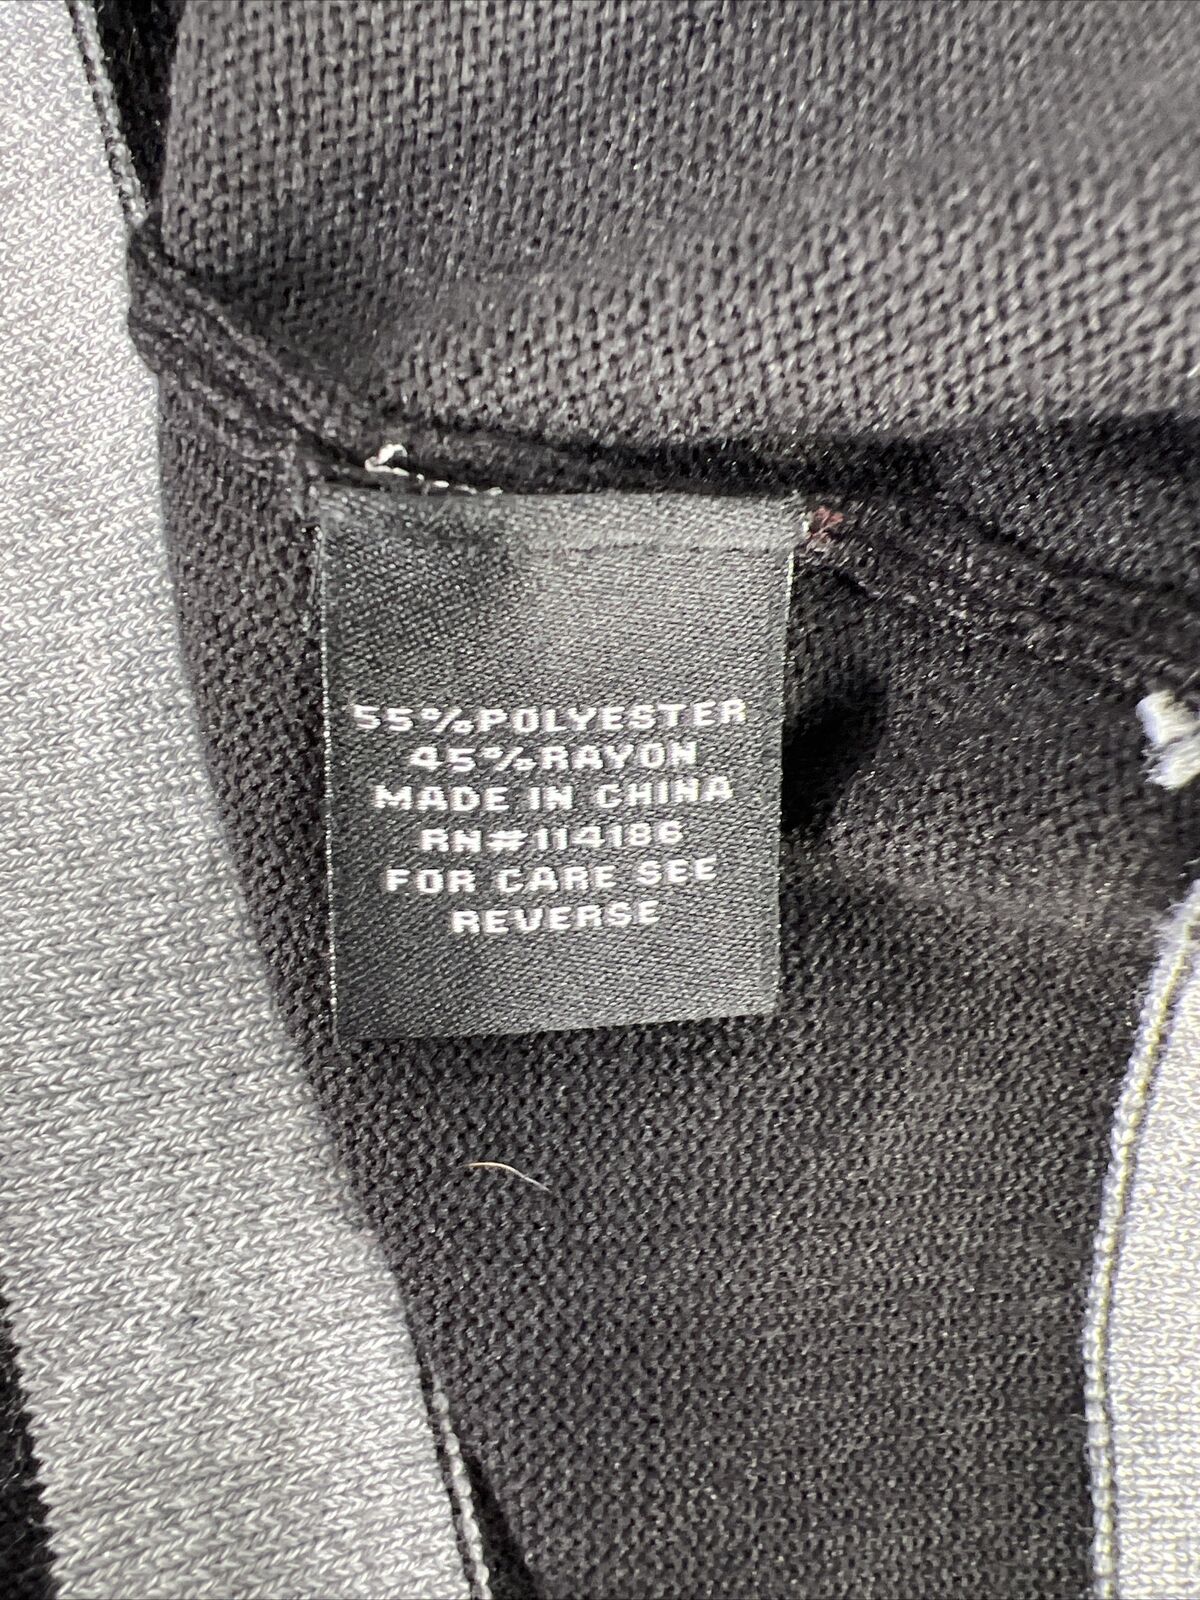 55%POLYESTER
45%RAYON
MADE IN CHINA
RN#114186
FOR CARE SEE
REVERSE